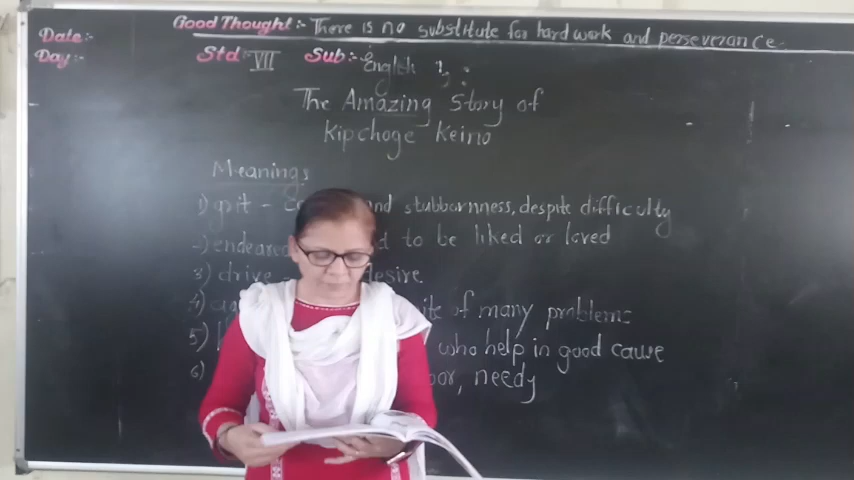 Good Thought:- There is no substitute for hard work and perseverance.
Date:-
Day:-
Std:- VII Sub:- English
The Amazing Story of
Kipchoge Keino
Meanings
1) grit - and stubbornness, despite difficulty
2) endeared to be liked or loved
3) drive - desire
4) of many problems
5) who help in good cause
6) needy